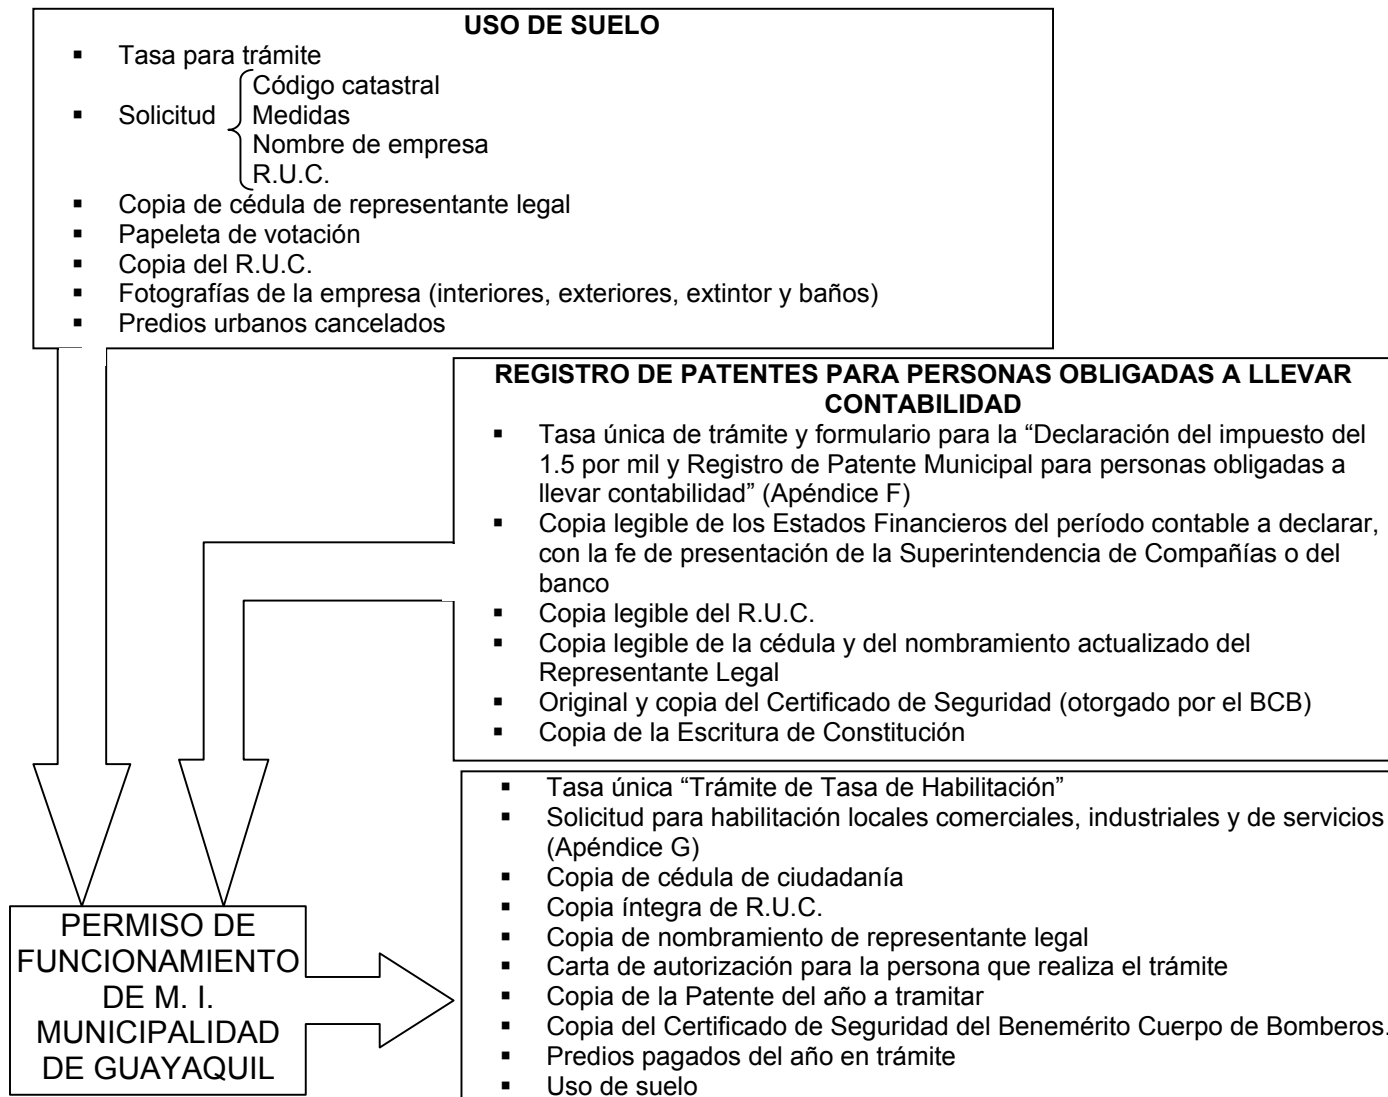 USO DE SUELO
▪ Tasa para trámite
Código catastral
▪ Solicitud Medidas
Nombre de empresa
R.U.C.
▪ Copia de cédula de representante legal
▪ Papeleta de votación
▪ Copia del R.U.C.
▪ Fotografías de la empresa (interiores, exteriores, extintor y baños)
▪ Predios urbanos cancelados
REGISTRO DE PATENTES PARA PERSONAS OBLIGADAS A LLEVAR
CONTABILIDAD
▪ Tasa única de trámite y formulario para la “Declaración del impuesto del
1.5 por mil y Registro de Patente Municipal para personas obligadas a
llevar contabilidad” (Apéndice F)
▪ Copia legible de los Estados Financieros del período contable a declarar,
con la fe de presentación de la Superintendencia de Compañías o del
banco
▪ Copia legible del R.U.C.
▪ Copia legible de la cédula y del nombramiento actualizado del
Representante Legal
▪ Original y copia del Certificado de Seguridad (otorgado por el BCB)
▪ Copia de la Escritura de Constitución
PERMISO DE
FUNCIONAMIENTO
DE M. I.
MUNICIPALIDAD
DE GUAYAQUIL
▪ Tasa única “Trámite de Tasa de Habilitación”
▪ Solicitud para habilitación locales comerciales, industriales y de servicios
(Apéndice G)
▪ Copia de cédula de ciudadanía
▪ Copia íntegra de R.U.C.
▪ Copia de nombramiento de representante legal
▪ Carta de autorización para la persona que realiza el trámite
▪ Copia de la Patente del año a tramitar
▪ Copia del Certificado de Seguridad del Benemérito Cuerpo de Bomberos.
▪ Predios pagados del año en trámite
▪ Uso de suelo